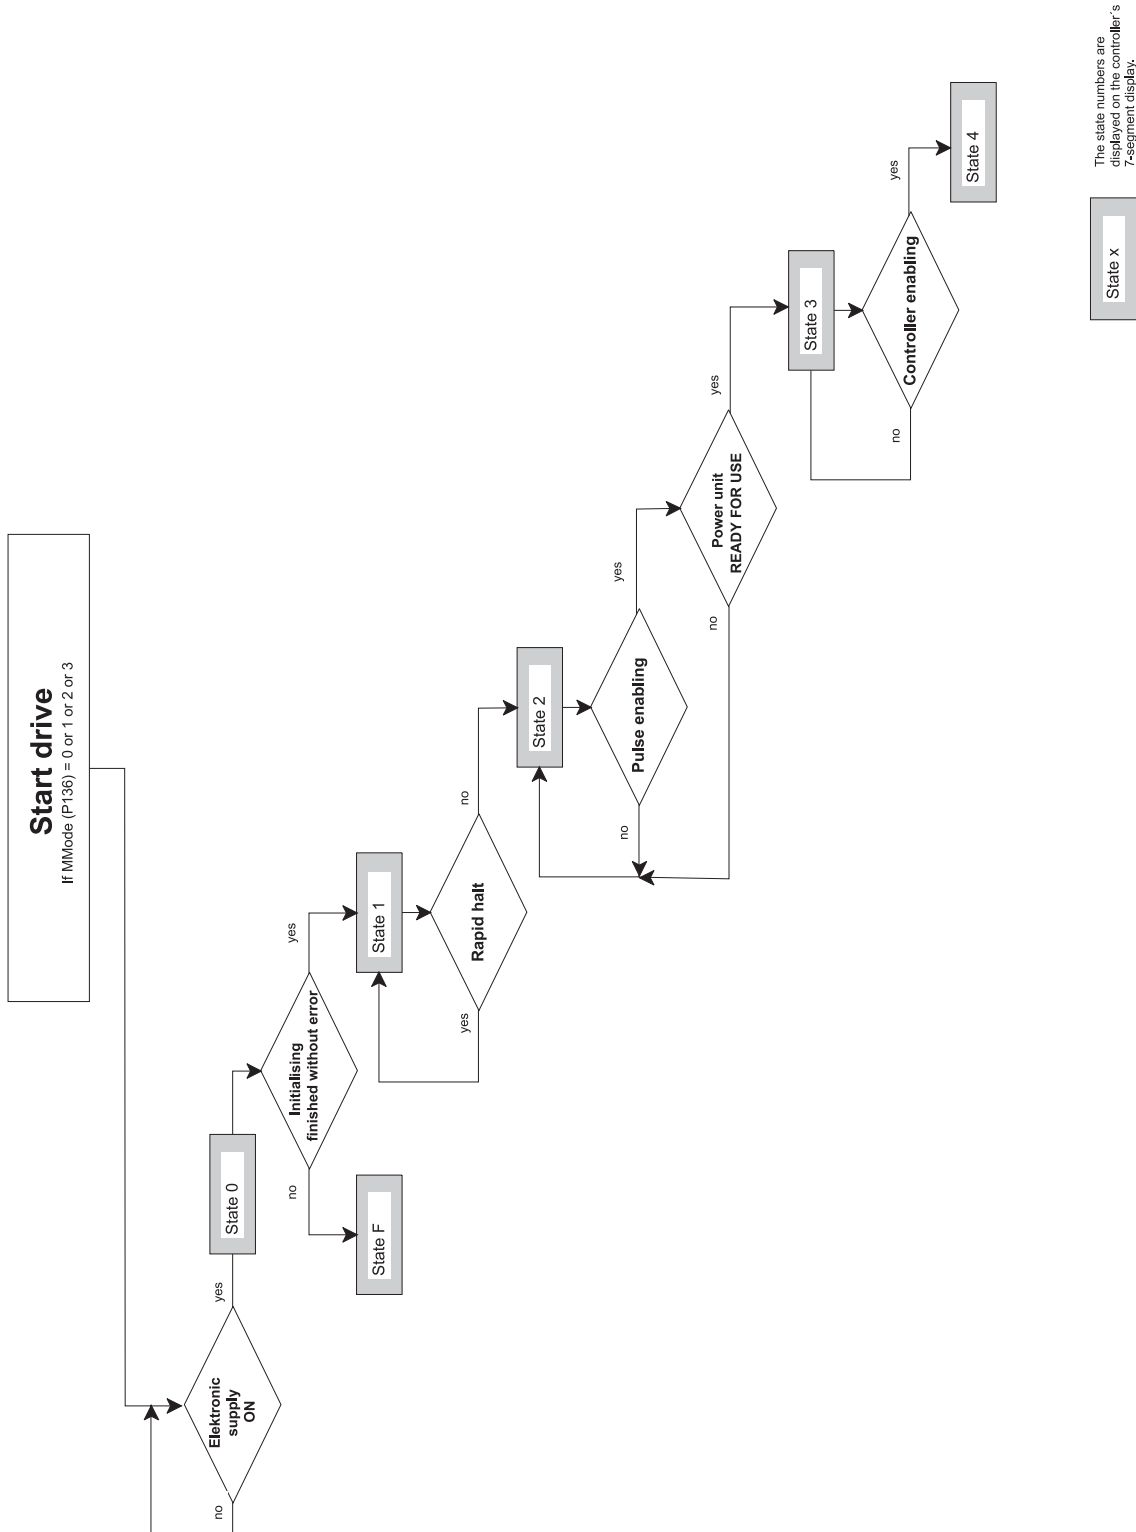 Start drive
If MMode (P136) = 0 or 1 or 2 or 3
Elektronic
supply
ON
no
yes
State 0
Initialising
finished without error
no
yes
State F
State 1
Rapid halt
yes
no
State 2
Pulse enabling
no
yes
Power unit
READY FOR USE
no
yes
State 3
Controller enabling
no
yes
State 4
State x
The state numbers are
displayed on the controller´s
7-segment display.